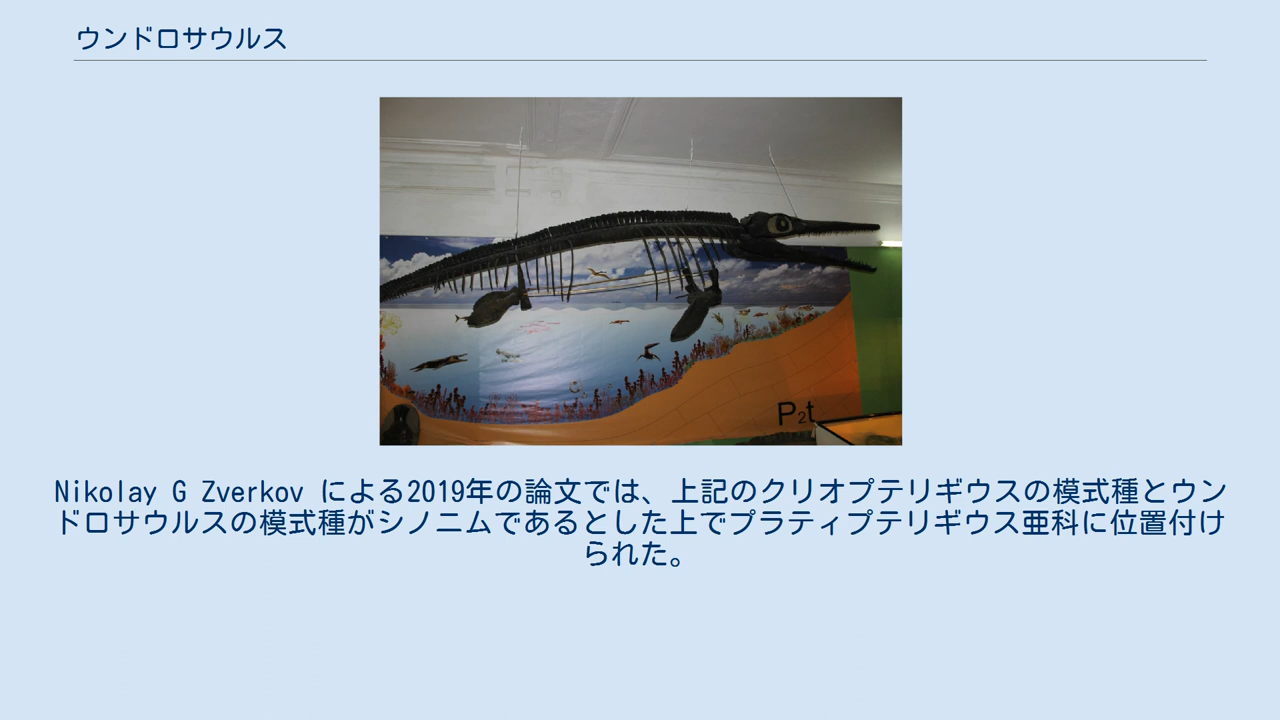 ウンドロサウルス
P2t
Nikolay G Zverkov による2019年の論文では、上記のクリオプテリギウスの模式種とウン
ドロサウルスの模式種がシノニムであるとした上でプラティプテリギウス亜科に位置付け
られた。